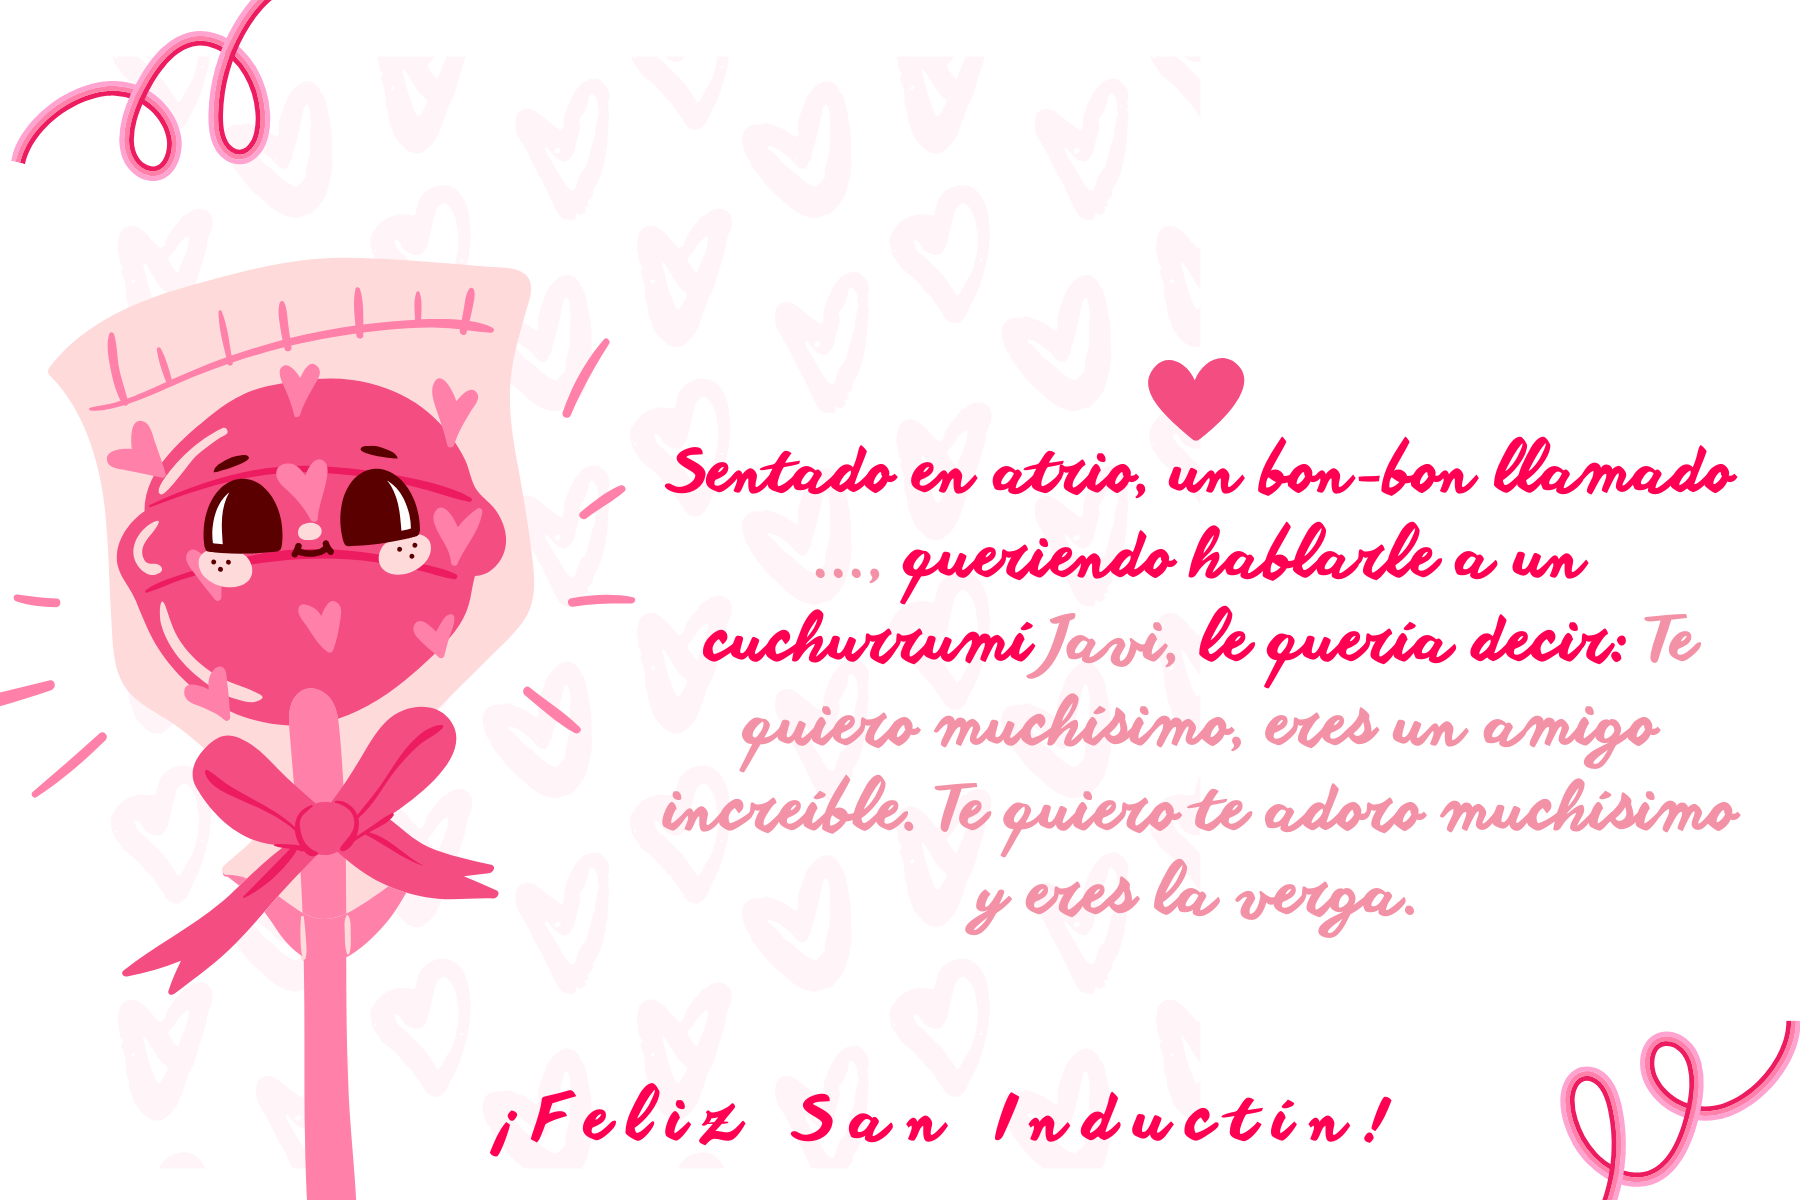 Sentado en atrio, un bon-bon llamado
..., queriendo hablarle a un
cuchurrumí Javi, le quería decir: Te
quiero muchísimo, eres un amigo
increíble. Te quiero te adoro muchísimo
y eres la verga.
¡Feliz San Inductín!